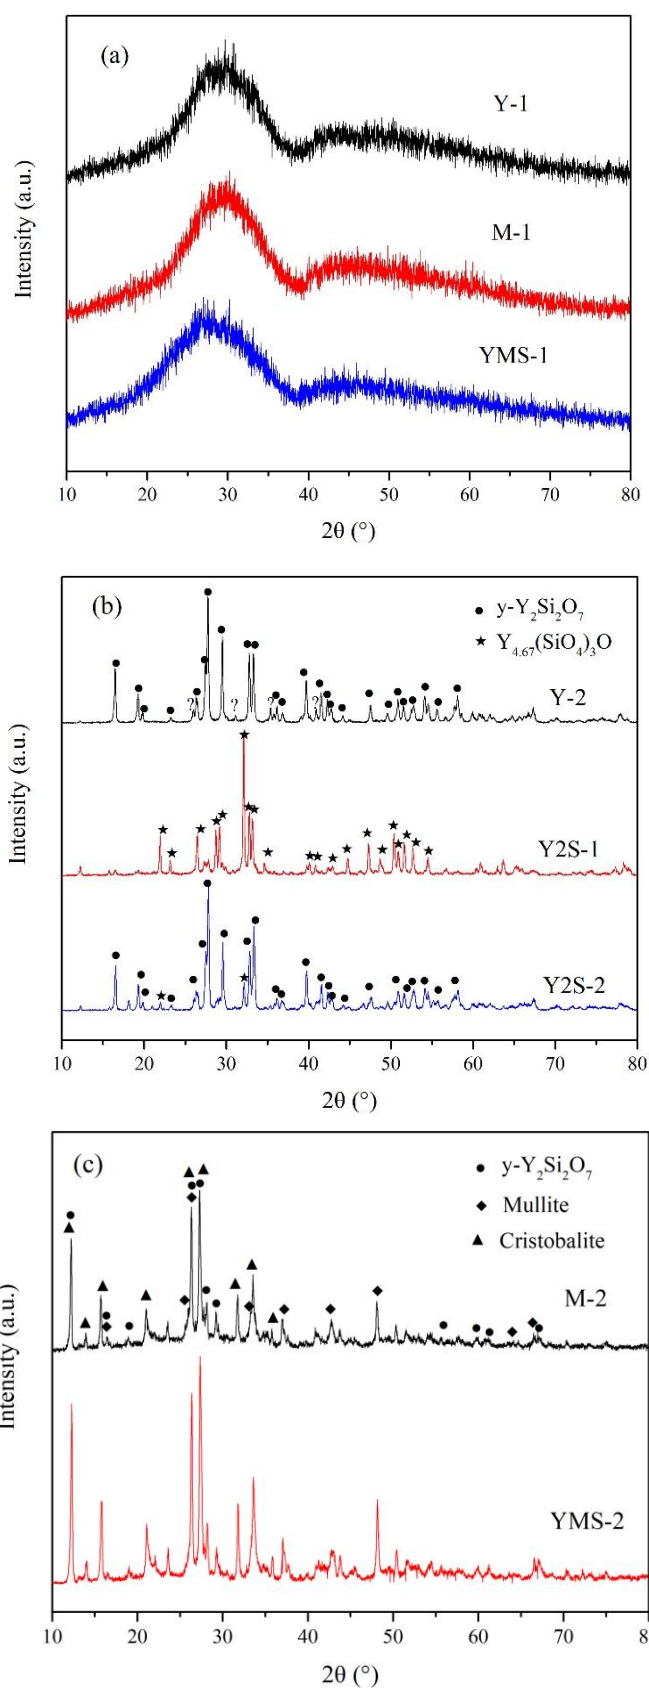 (a)
Y-1
M-1
YMS-1
Intensity (a.u.)
10 20 30 40 50 60 70 80
2θ (°)
(b)
y-Y₂Si₂O₇
Y₄.₆₇(SiO₄)₃O
Y-2
? ? ? ?
Y2S-1
Y2S-2
Intensity (a.u.)
10 20 30 40 50 60 70 80
2θ (°)
(c)
y-Y₂Si₂O₇
Mullite
Cristobalite
M-2
YMS-2
Intensity (a.u.)
10 20 30 40 50 60 70 80
2θ (°)